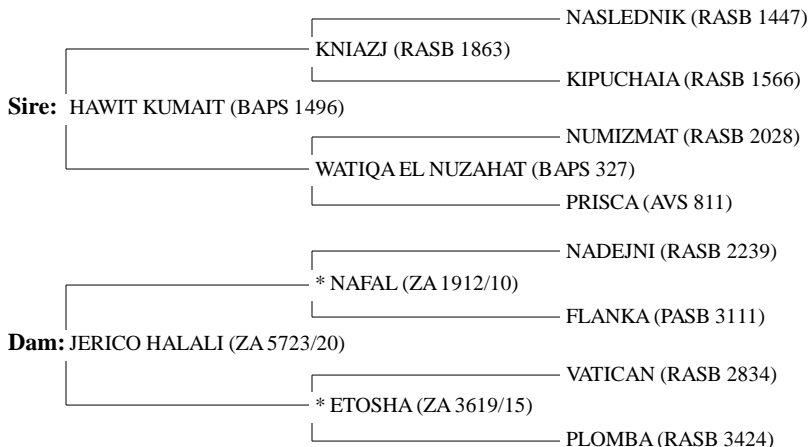 NASLEDNIK (RASB 1447)
KNIAZJ (RASB 1863)
KIPUCHAIA (RASB 1566)
Sire: HAWIT KUMAIT (BAPS 1496)
NUMIZMAT (RASB 2028)
WATIQA EL NUZAHAT (BAPS 327)
PRISCA (AVS 811)
NADEJNI (RASB 2239)
* NAFAL (ZA 1912/10)
FLANKA (PASB 3111)
Dam: JERICO HALALI (ZA 5723/20)
VATICAN (RASB 2834)
* ETOSHA (ZA 3619/15)
PLOMBA (RASB 3424)